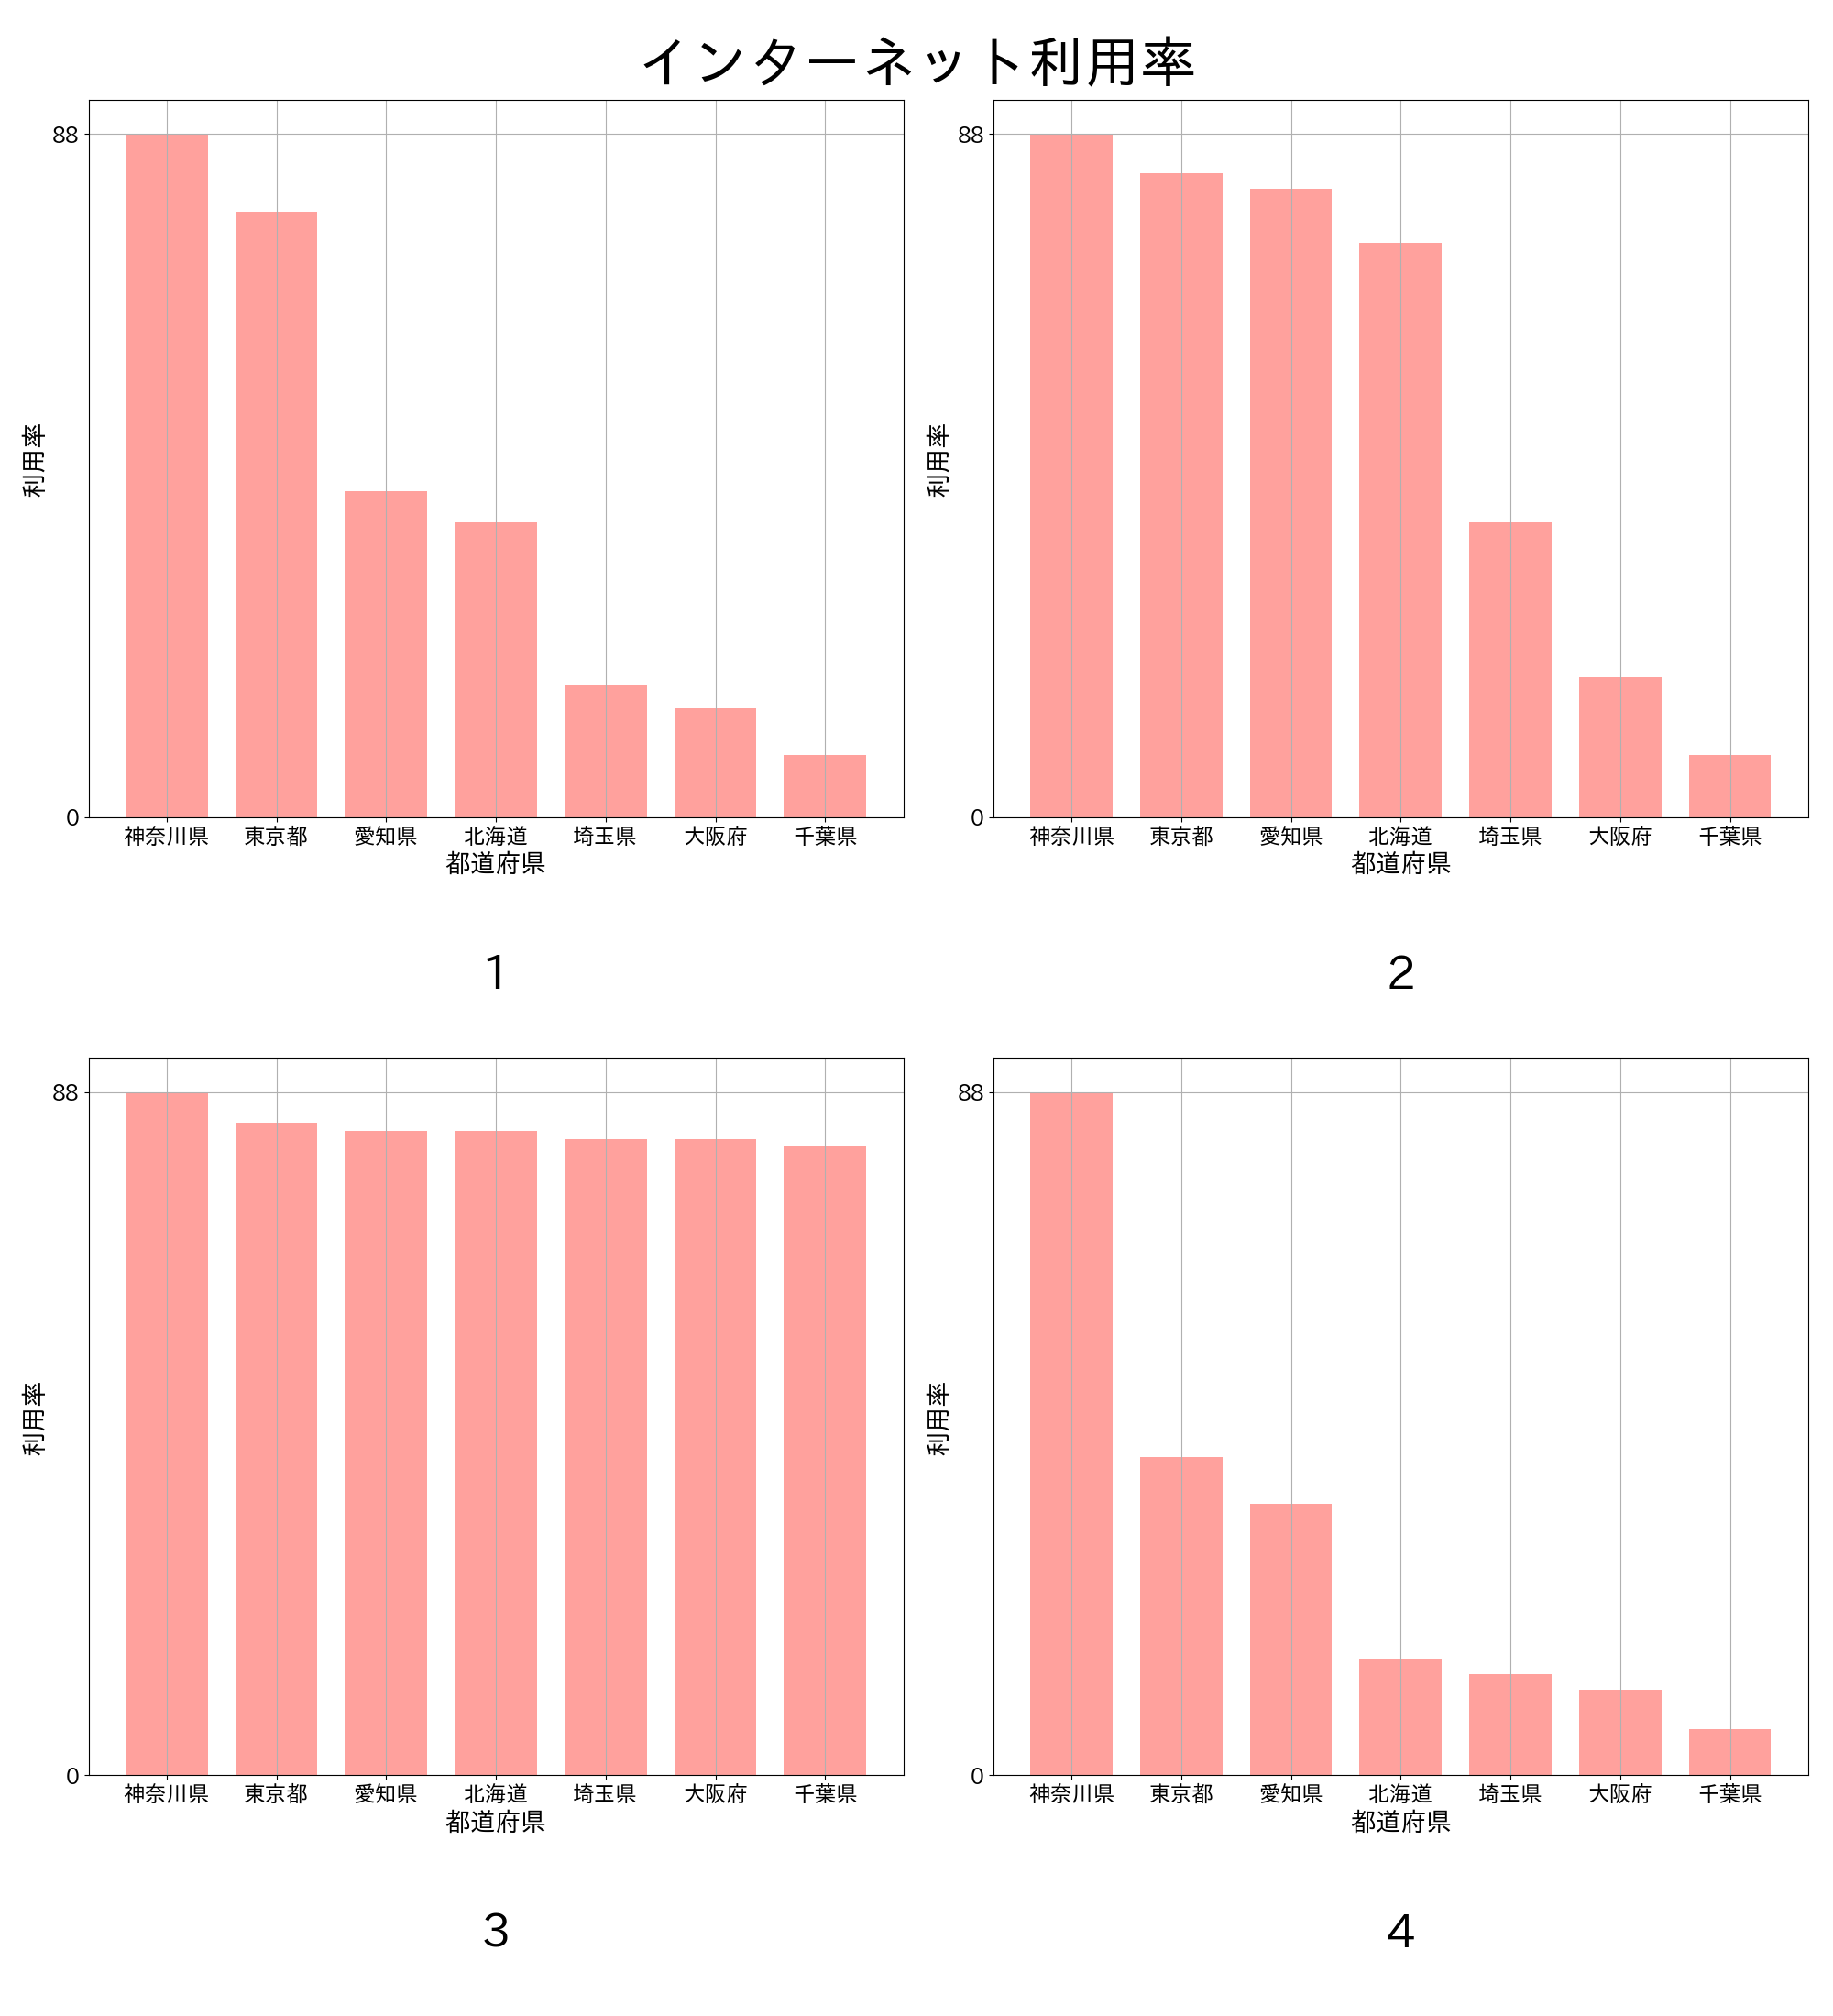 インターネット利用率
88
0
利用率
神奈川県 東京都 愛知県 北海道 埼玉県 大阪府 千葉県
都道府県
1
88
0
利用率
神奈川県 東京都 愛知県 北海道 埼玉県 大阪府 千葉県
都道府県
2
88
0
利用率
神奈川県 東京都 愛知県 北海道 埼玉県 大阪府 千葉県
都道府県
3
88
0
利用率
神奈川県 東京都 愛知県 北海道 埼玉県 大阪府 千葉県
都道府県
4